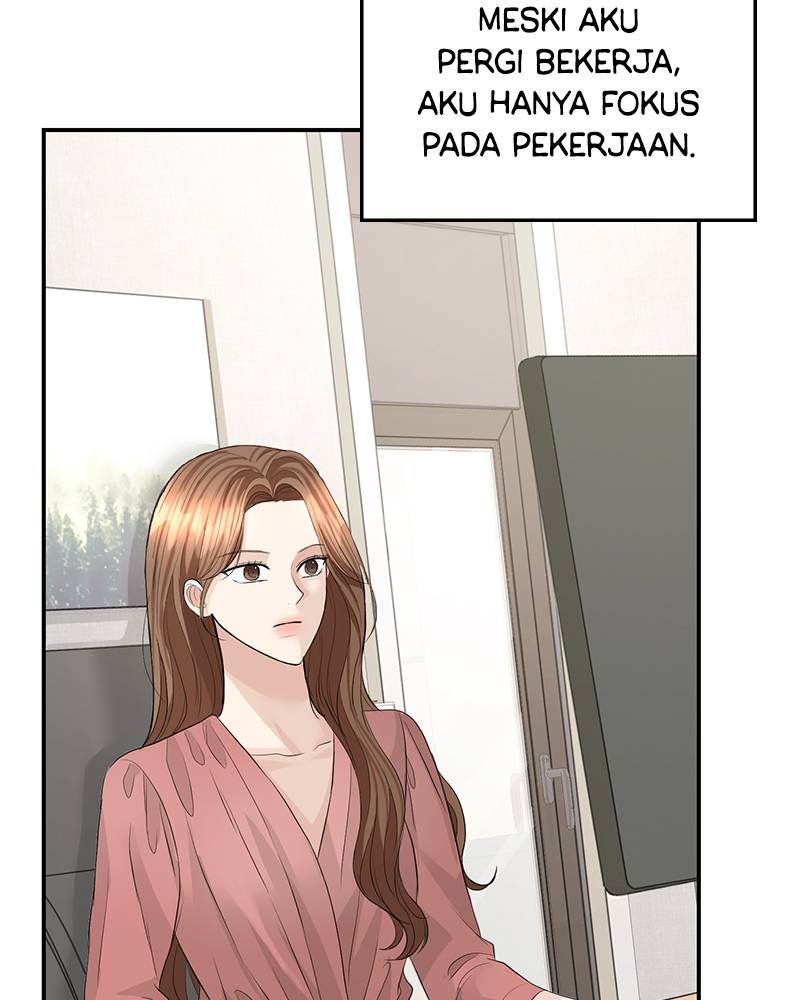 MESKI AKU
PERGI BEKERJA,
AKU HANYA FOKUS
PADA PEKERJAAN.